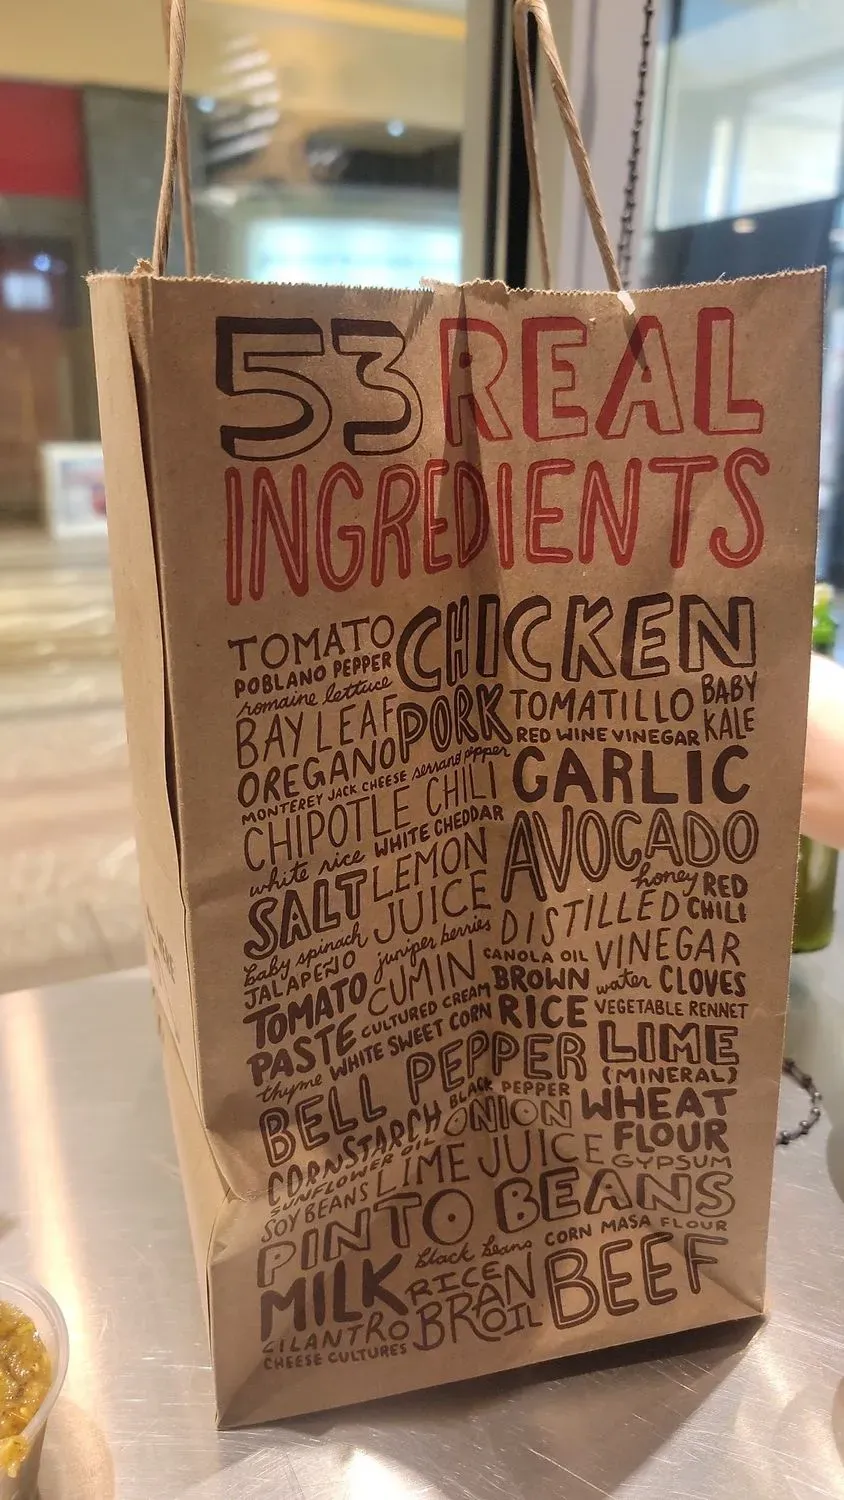 53 REAL
INGREDIENTS
TOMATO
POBLANO PEPPER
romaine lettuce
CHICKEN
BAY LEAF
PORK
TOMATILLO
BABY
KALE
RED WINE VINEGAR
OREGANO
MONTEREY JACK CHEESE
serrano pepper
GARLIC
CHIPOTLE CHILI
white rice
WHITE CHEDDAR
AVOCADO
SALT
LEMON
JUICE
honey
RED
CHILI
DISTILLED
VINEGAR
baby spinach
JALAPEÑO
juniper berries
CANOLA OIL
TOMATO
PASTE
CUMIN
CULTURED CREAM
BROWN
RICE
water
CLOVES
VEGETABLE RENNET
thyme
WHITE SWEET CORN
LIME
(MINERAL)
BELL PEPPER
BLACK PEPPER
CORNSTARCH
ONION
WHEAT
FLOUR
SUNFLOWER OIL
SOYBEANS
LIME JUICE
GYPSUM
PINTO BEANS
black beans
CORN MASA FLOUR
MILK
RICE
BRAN
OIL
BEEF
CILANTRO
CHEESE CULTURES